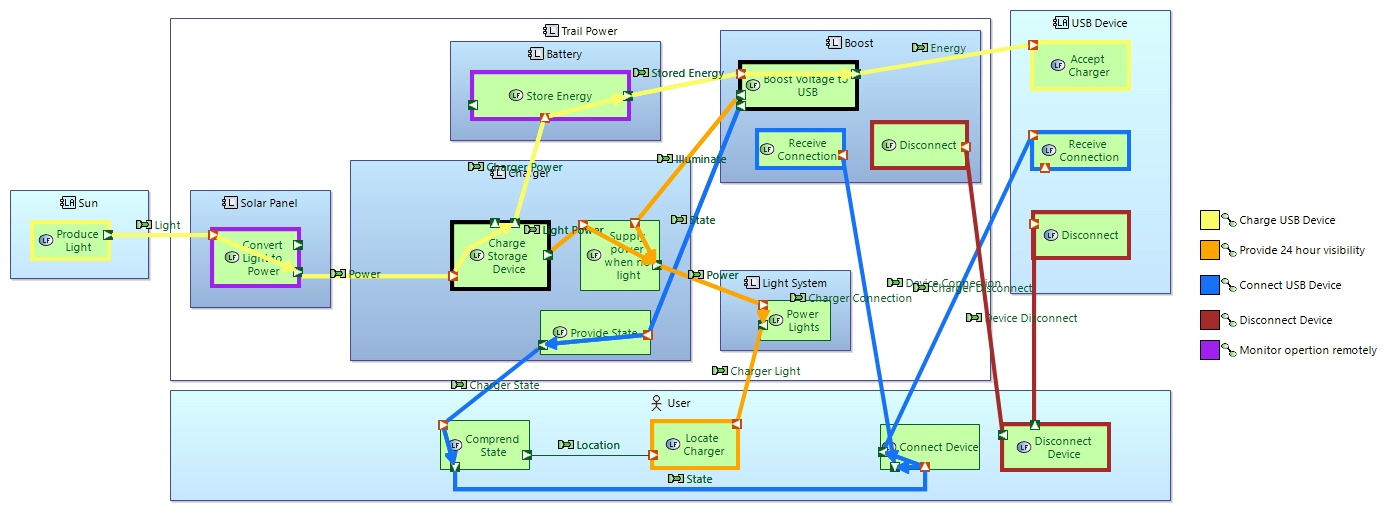 Trail Power
Battery
Store Energy
Stored Energy
Boost
Boost Voltage to
USB
Energy
USB Device
Accept
Charger
Receive
Connection
Disconnect
Receive
Connection
Disconnect
Illuminate
Charger Power
Charger
Sun
Produce
Light
Light
Solar Panel
Convert
Light to
Power
Power
Charge
Storage
Device
Light Power
Supply
power
when no
light
State
Power
Provide State
Light System
Power
Lights
Charger Connection
Device Connection
Charger Disconnect
Device Disconnect
Charger Light
Charger State
User
Comprend
State
Location
Locate
Charger
State
Connect Device
Disconnect
Device
Charge USB Device
Provide 24 hour visibility
Connect USB Device
Disconnect Device
Monitor opertion remotely
L
LA
LF